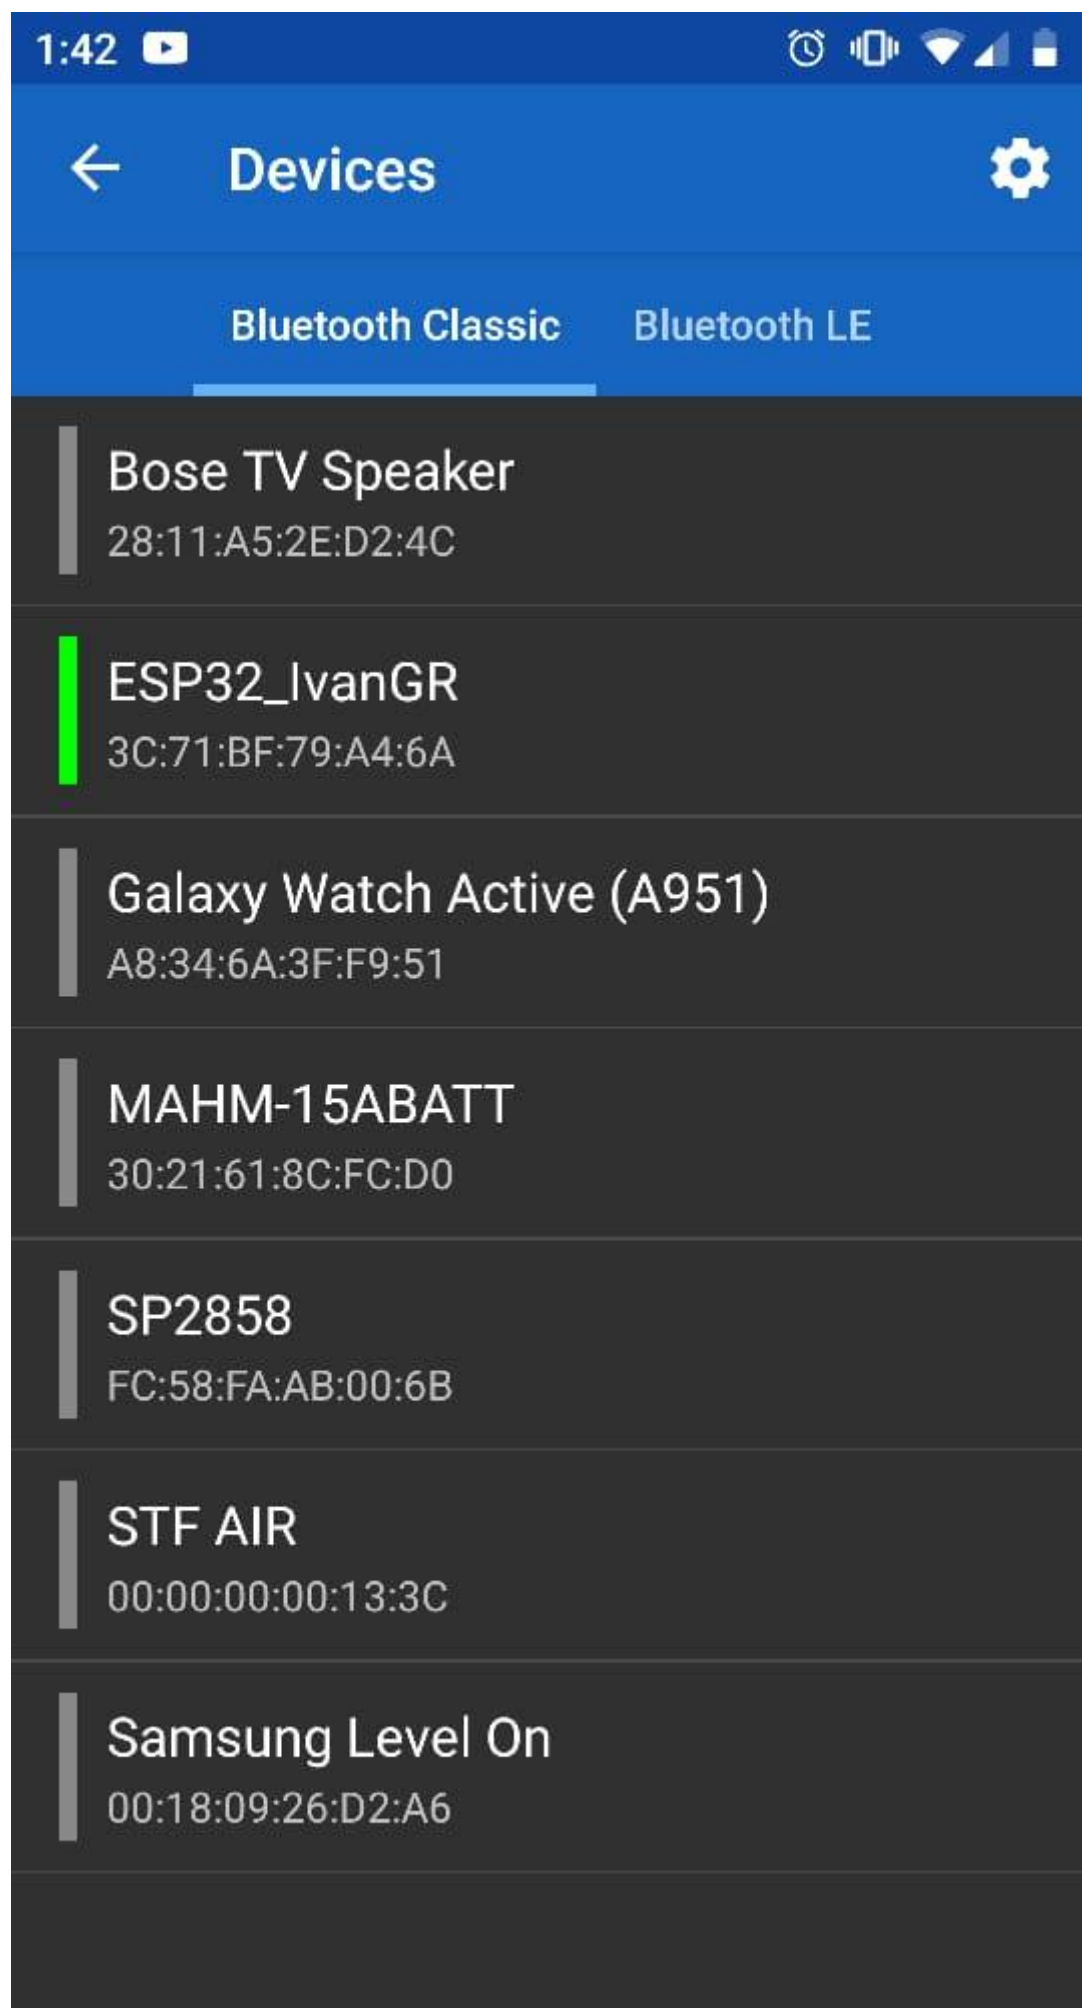 1:42
Devices
Bluetooth Classic Bluetooth LE
Bose TV Speaker
28:11:A5:2E:D2:4C
ESP32_IvanGR
3C:71:BF:79:A4:6A
Galaxy Watch Active (A951)
A8:34:6A:3F:F9:51
MAHM-15ABATT
30:21:61:8C:FC:D0
SP2858
FC:58:FA:AB:00:6B
STF AIR
00:00:00:00:13:3C
Samsung Level On
00:18:09:26:D2:A6